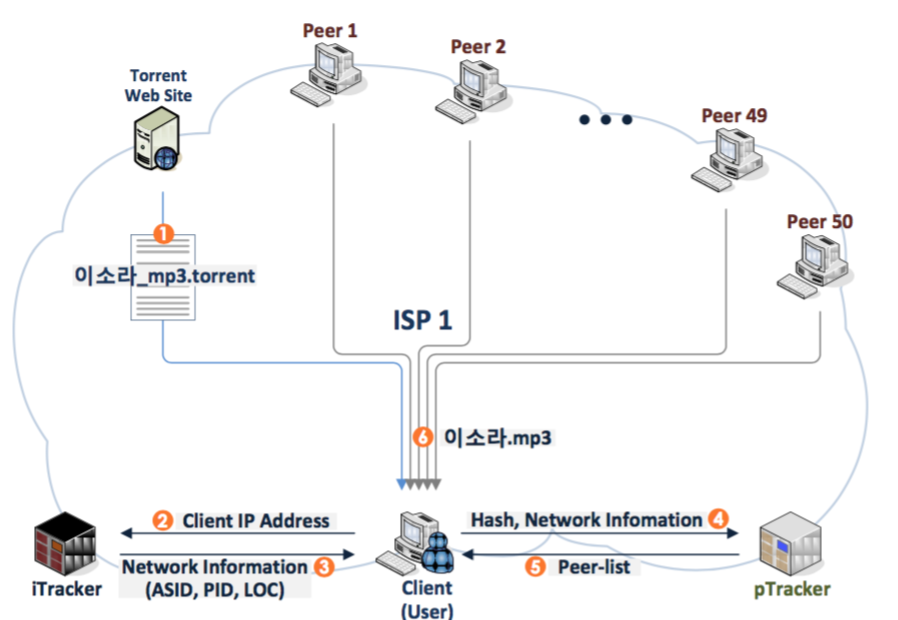 Peer 1
Peer 2
Torrent
Web Site
Peer 49
Peer 50
1
이소라_mp3.torrent
ISP 1
6 이소라.mp3
2 Client IP Address
Hash, Network Infomation 4
Network Information 3
(ASID, PID, LOC)
5 Peer-list
iTracker
Client
(User)
pTracker